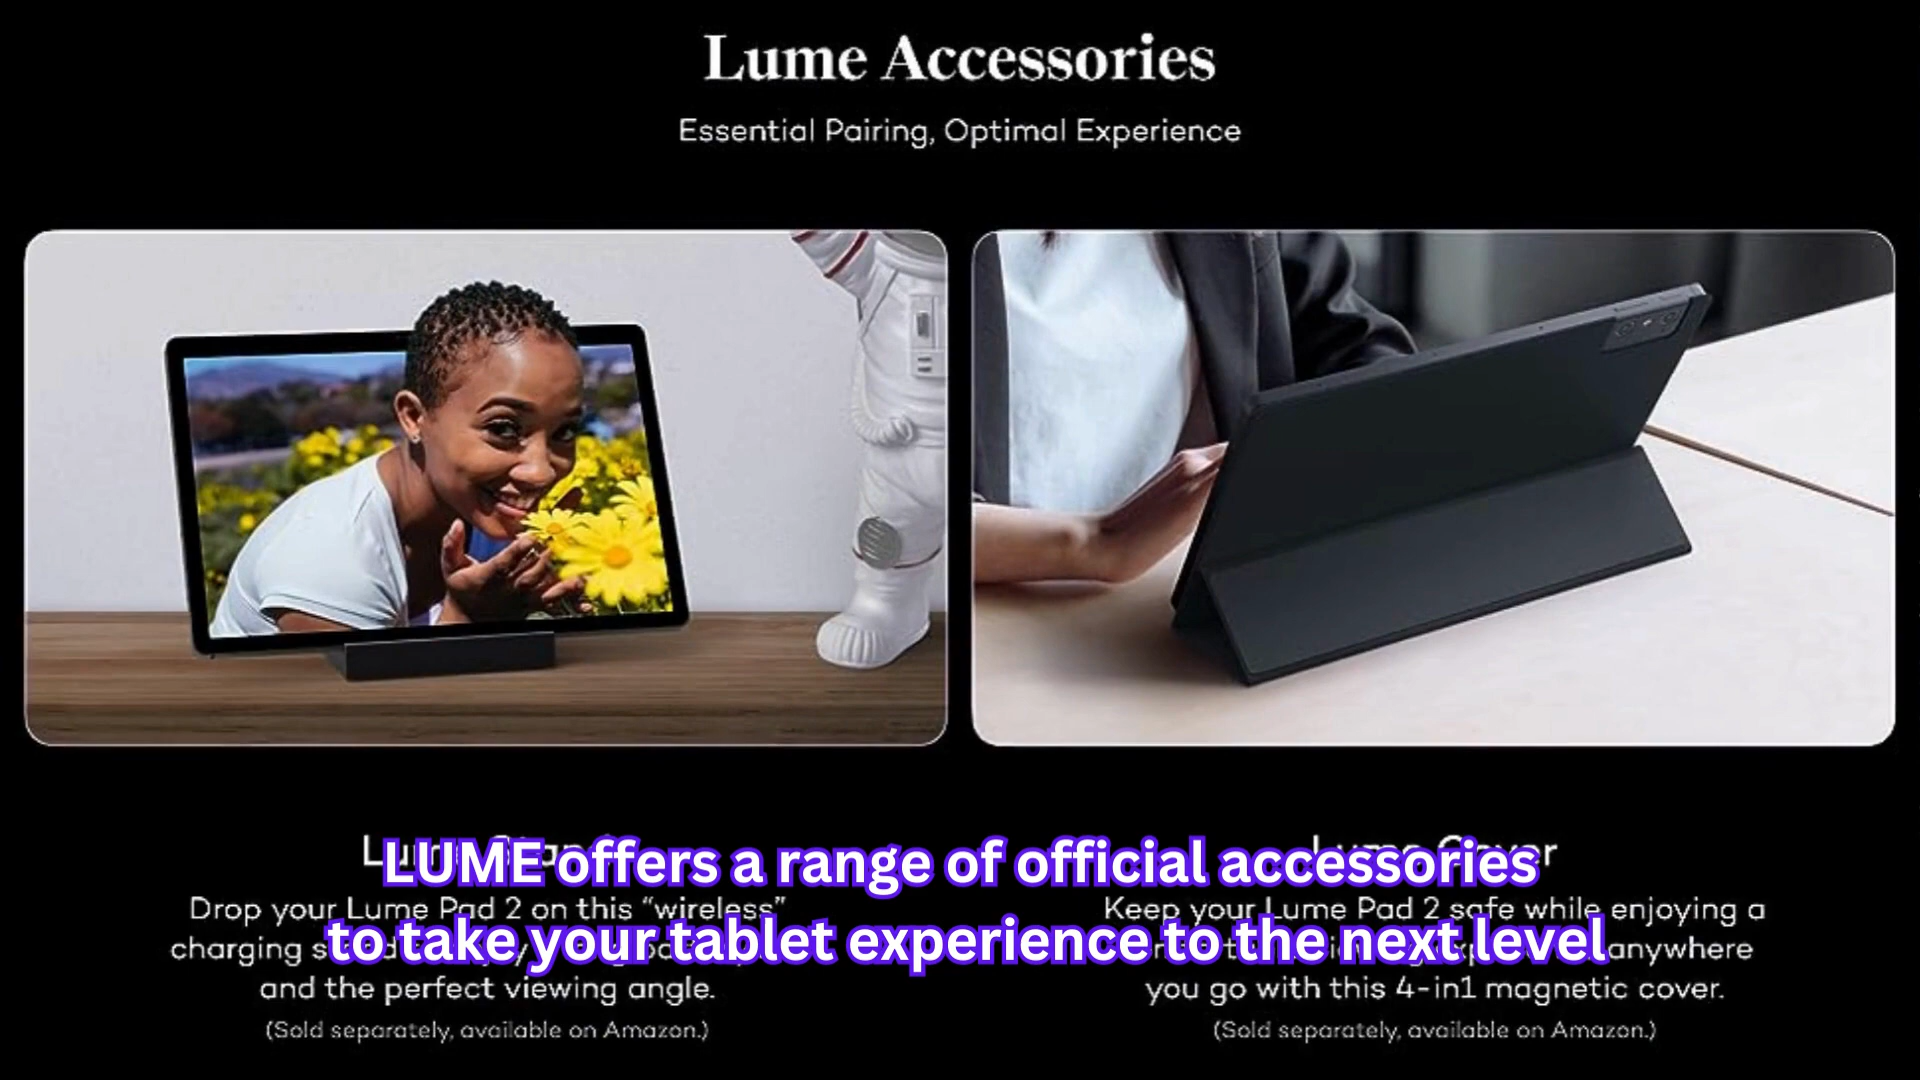 Lume Accessories
Essential Pairing, Optimal Experience
LUME offers a range of official accessories
to take your tablet experience to the next level
Drop your Lume Pad 2 on this “wireless”
charging
and the perfect viewing angle.
(Sold separately, available on Amazon.)
Lume Cover
Keep your Lume Pad 2 safe while enjoying a
anywhere
you go with this 4-in1 magnetic cover.
(Sold separately, available on Amazon.)